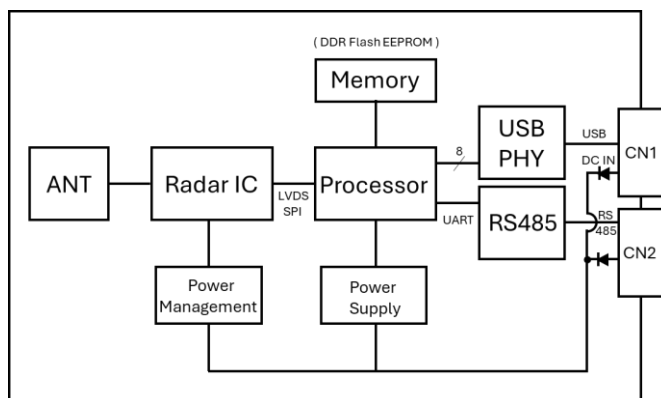 ( DDR Flash EEPROM )
Memory
USB
PHY
8
USB
CN1
DC IN
ANT
Radar IC
LVDS
SPI
Processor
UART
RS485
RS
485
CN2
Power
Management
Power
Supply